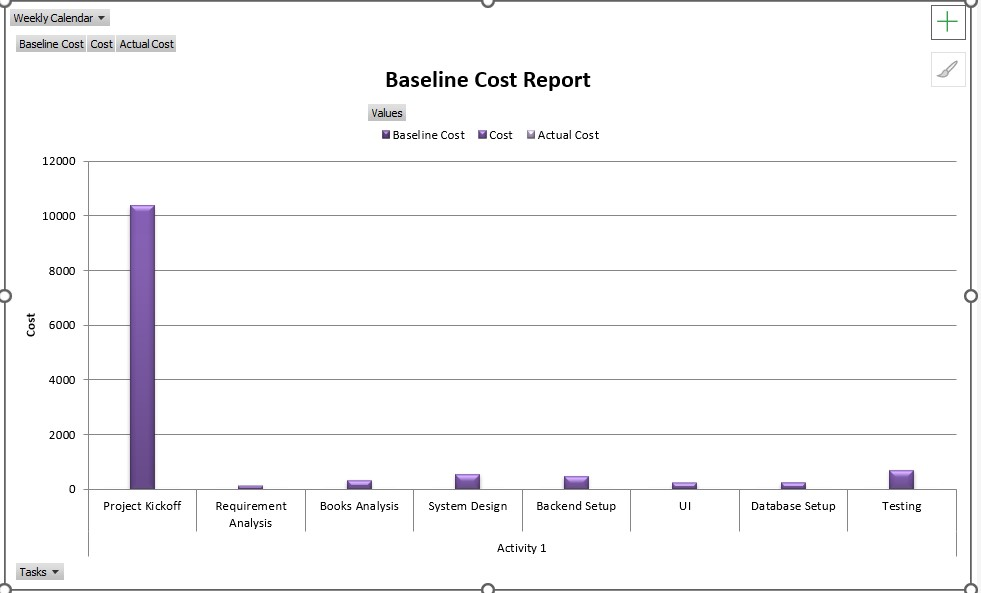 Weekly Calendar
Baseline Cost Cost Actual Cost
Baseline Cost Report
Values
Baseline Cost Cost Actual Cost
12000
10000
8000
6000
4000
2000
0
Cost
Project Kickoff
Requirement Analysis
Books Analysis
System Design
Backend Setup
UI
Database Setup
Testing
Activity 1
Tasks